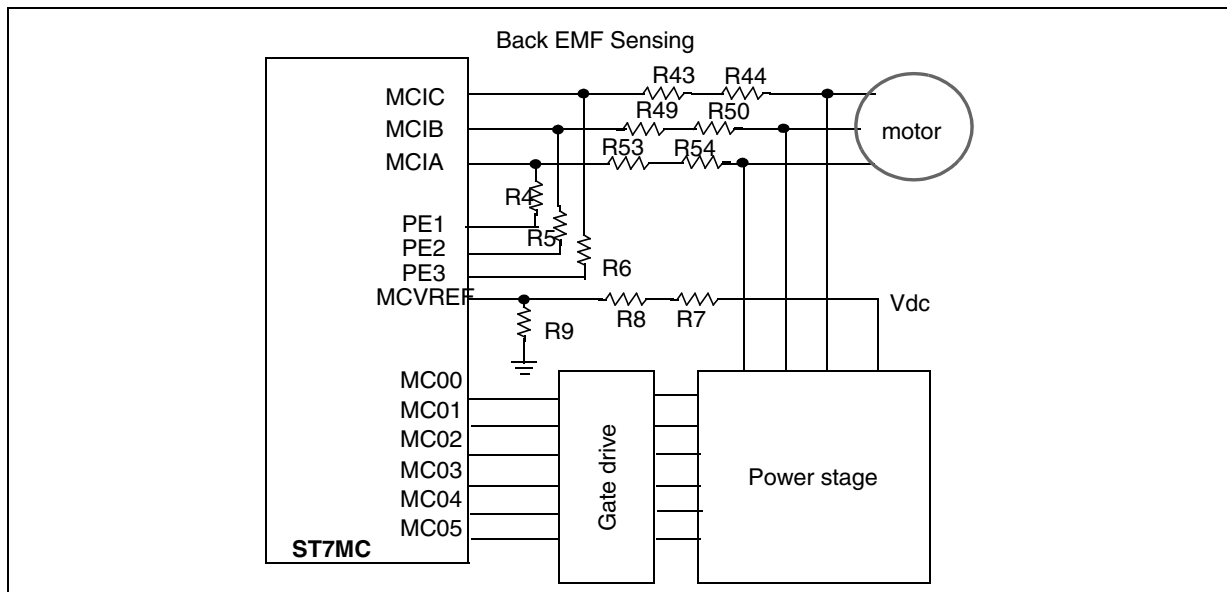 Back EMF Sensing
R43
R44
MCIC
R49
R50
MCIB
motor
R53
R54
MCIA
R4
PE1
R5
PE2
PE3
R6
MCVREF
Vdc
R8
R7
R9
MC00
MC01
MC02
MC03
MC04
MC05
Gate drive
Power stage
ST7MC